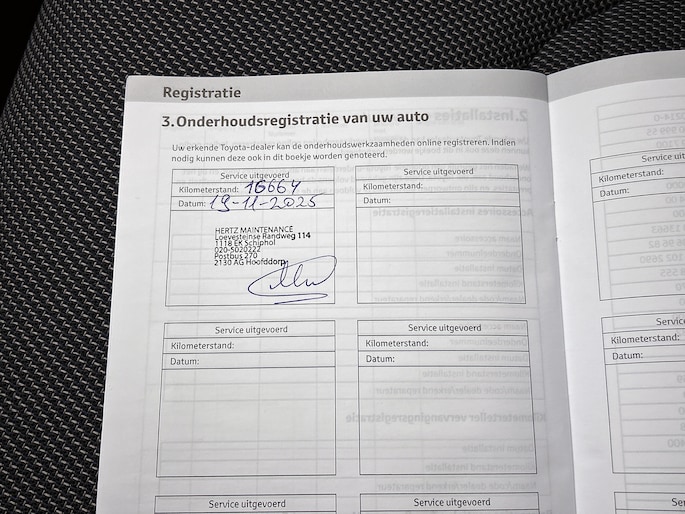 Registratie
3. Onderhoudsregistratie van uw auto
Uw erkende Toyota-dealer kan de onderhoudswerkzaamheden online registreren. Indien
nodig kunnen deze ook in dit boekje worden genoteerd.
Service uitgevoerd
Kilometerstand: 16664
Datum: 19-11-2025
HERTZ MAINTENANCE
Loevesteinse Randweg 114
1118 EK Schiphol
020-5020222
Postbus 270
2130 AG Hoofddorp
Service uitgevoerd
Kilometerstand:
Datum:
Service uitgevoerd
Kilometerstand:
Datum:
Service uitgevoerd
Kilometerstand:
Datum:
Service uitgevoerd
Service uitgevoerd
Service uit
Kilometerstand:
Datum:
Servic
Kilometerstand:
Datum:
Ser